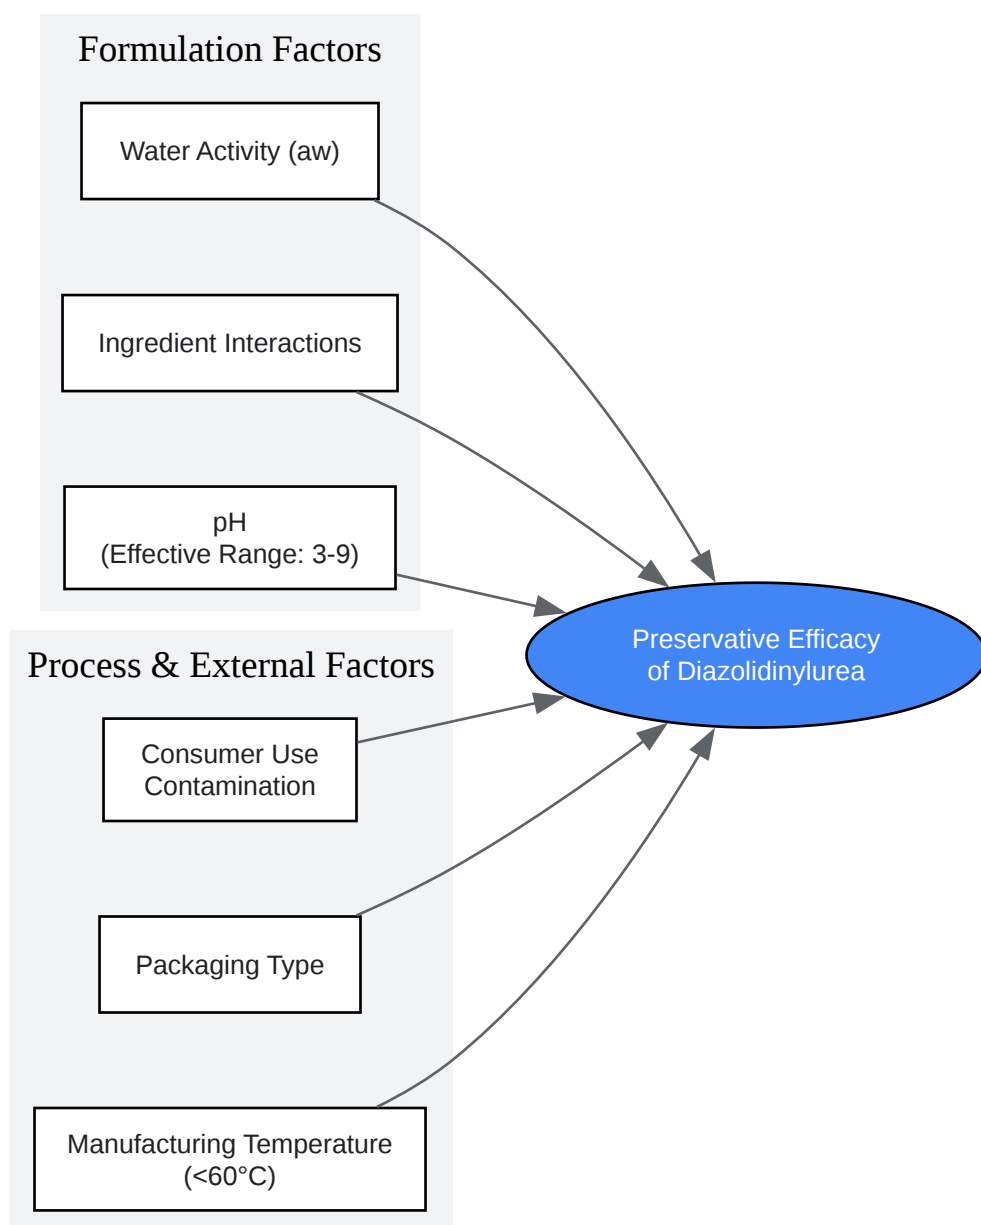 Formulation Factors
Water Activity (aw)
Ingredient Interactions
pH
(Effective Range: 3-9)
Process & External Factors
Consumer Use
Contamination
Packaging Type
Manufacturing Temperature
(<60°C)
Preservative Efficacy
of Diazolidinylurea